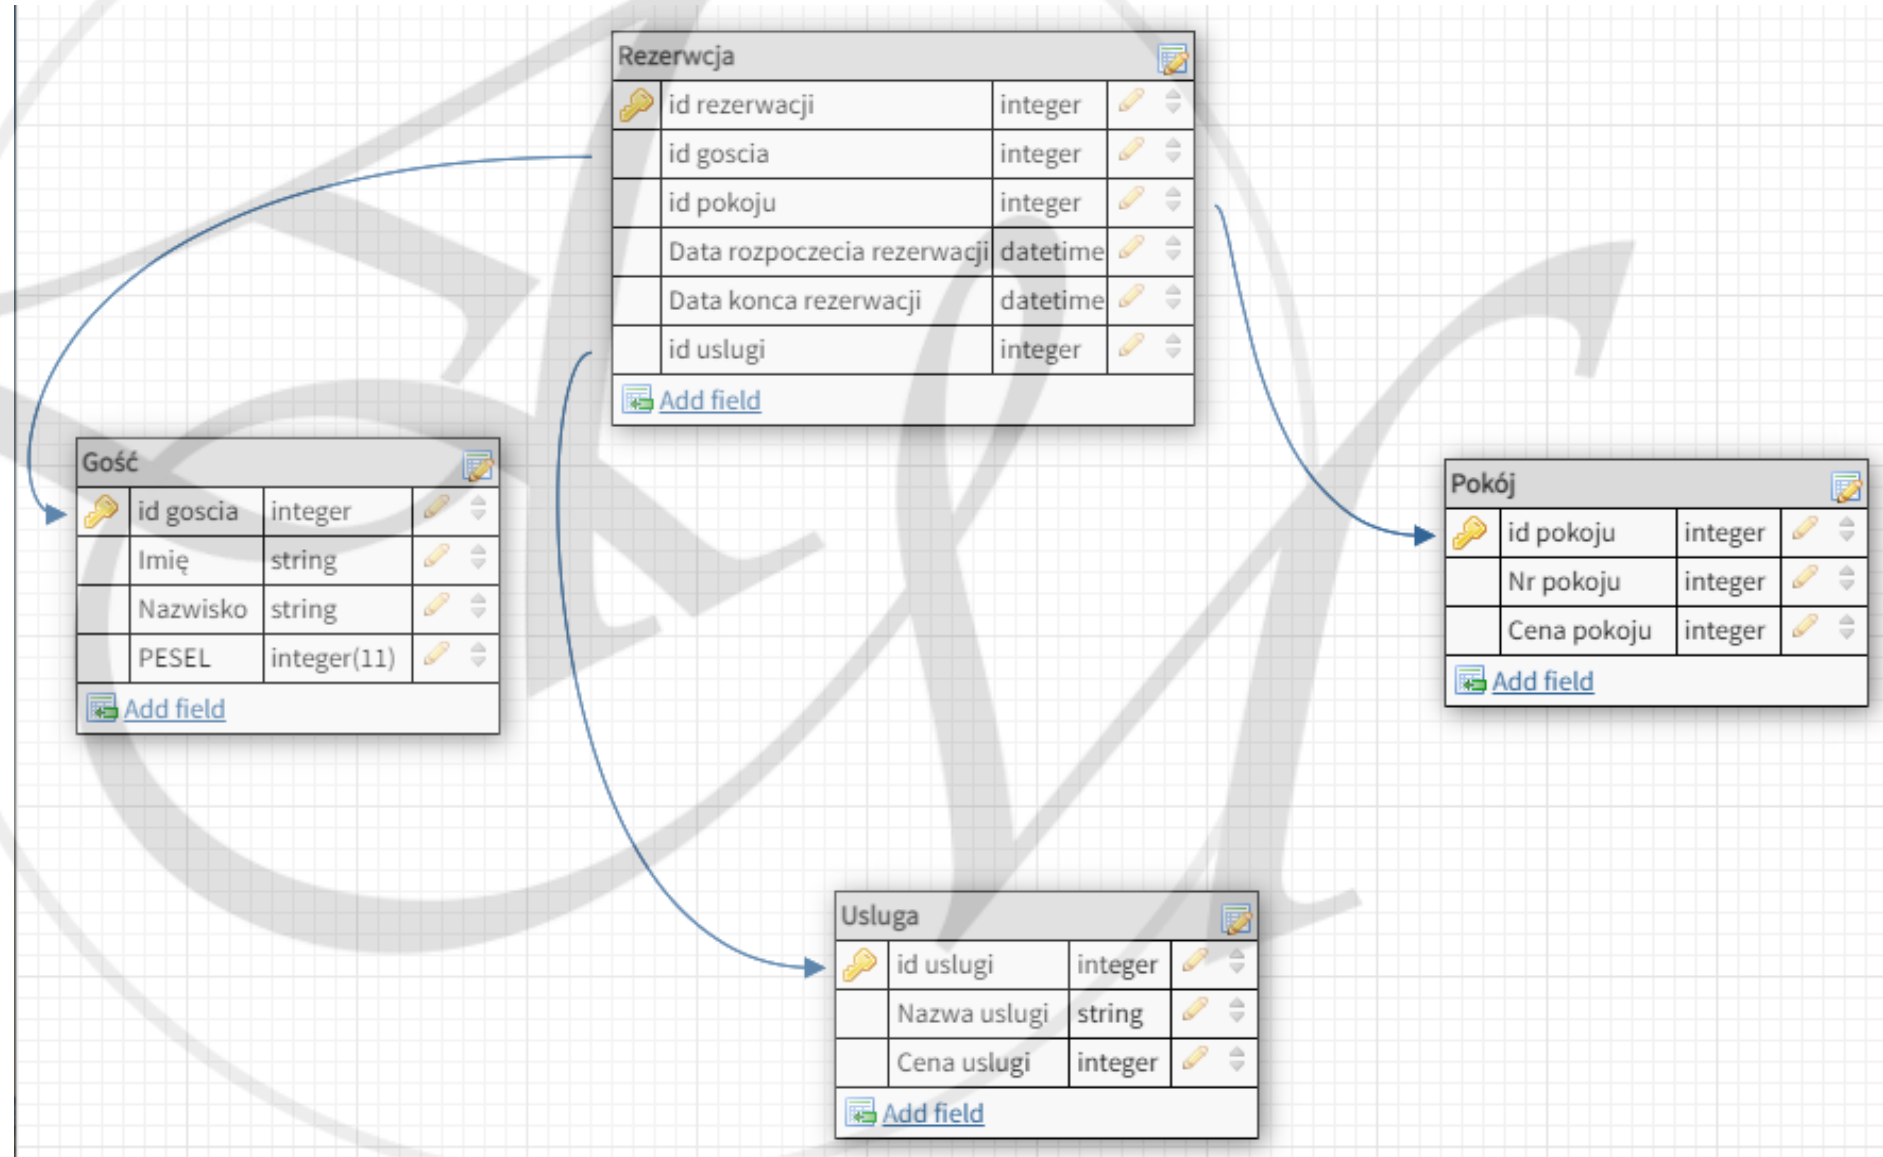 Rezerwcja
id rezerwacji integer
id goscia integer
id pokoju integer
Data rozpoczecia rezerwacji datetime
Data konca rezerwacji datetime
id uslugi integer
Add field
Gość
id goscia integer
Imię string
Nazwisko string
PESEL integer(11)
Add field
Pokój
id pokoju integer
Nr pokoju integer
Cena pokoju integer
Add field
Usluga
id uslugi integer
Nazwa uslugi string
Cena uslugi integer
Add field